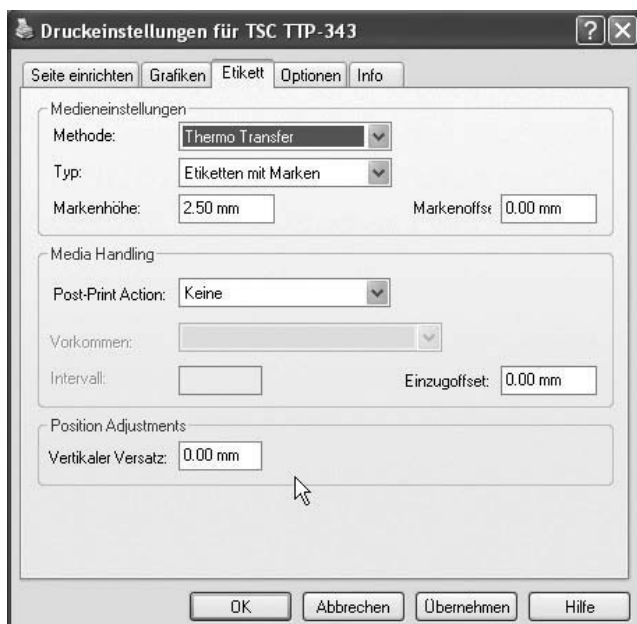 Druckeinstellungen für TSC TTP-343
Seite einrichten Grafiken Etikett Optionen Info
Medieneinstellungen
Methode: Thermo Transfer
Typ: Etiketten mit Marken
Markenhöhe: 2.50 mm Markenoffse 0.00 mm
Media Handling
Post-Print Action: Keine
Vorkommen:
Intervall: Einzugoffset: 0.00 mm
Position Adjustments
Vertikaler Versatz: 0.00 mm
OK Abbrechen Übernehmen Hilfe